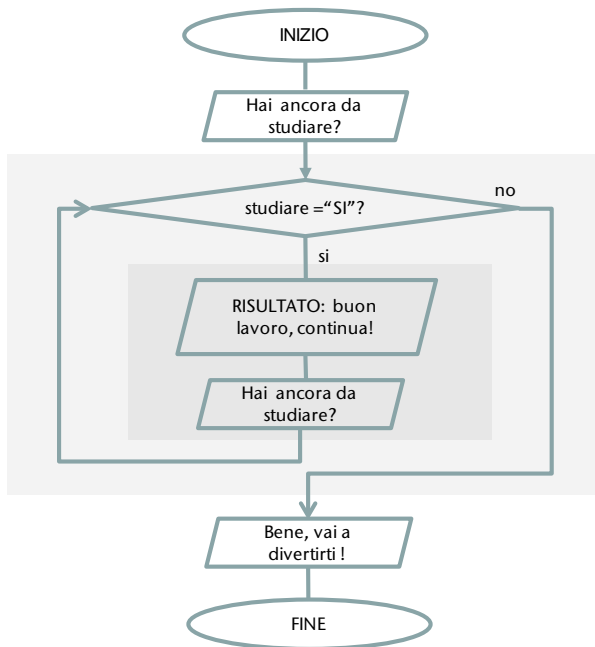 INIZIO
Hai ancora da
studiare?
no
studiare =“SI”?
si
RISULTATO: buon
lavoro, continua!
Hai ancora da
studiare?
Bene, vai a
divertirti !
FINE